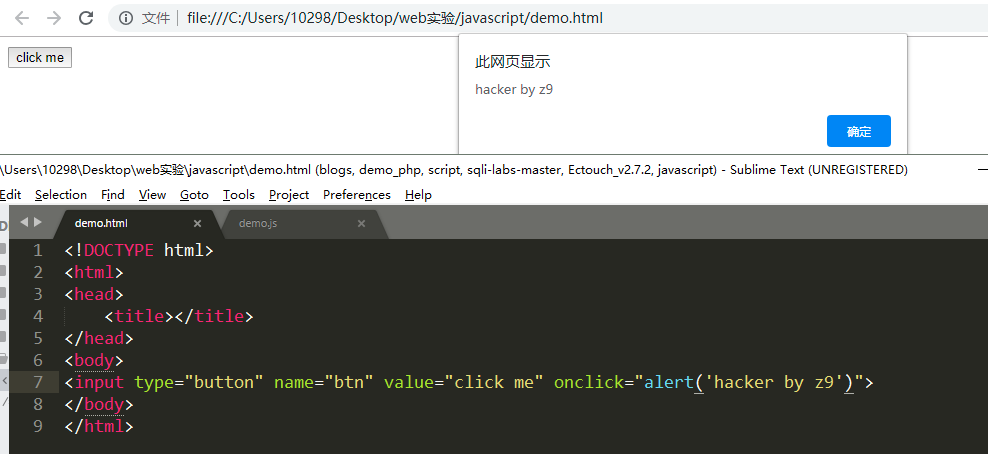 文件 | file:///C:/Users/10298/Desktop/web实验/javascript/demo.html
click me
此网页显示
hacker by z9
确定
\Users\10298\Desktop\web实验\javascript\demo.html (blogs, demo_php, script, sqli-labs-master, Ectouch_v2.7.2, javascript) - Sublime Text (UNREGISTERED)
Edit Selection Find View Goto Tools Project Preferences Help
demo.html × demo.js ×
1 <!DOCTYPE html>
2 <html>
3 <head>
4     <title></title>
5 </head>
6 <body>
7 <input type="button" name="btn" value="click me" onclick="alert('hacker by z9')">
8 </body>
9 </html>